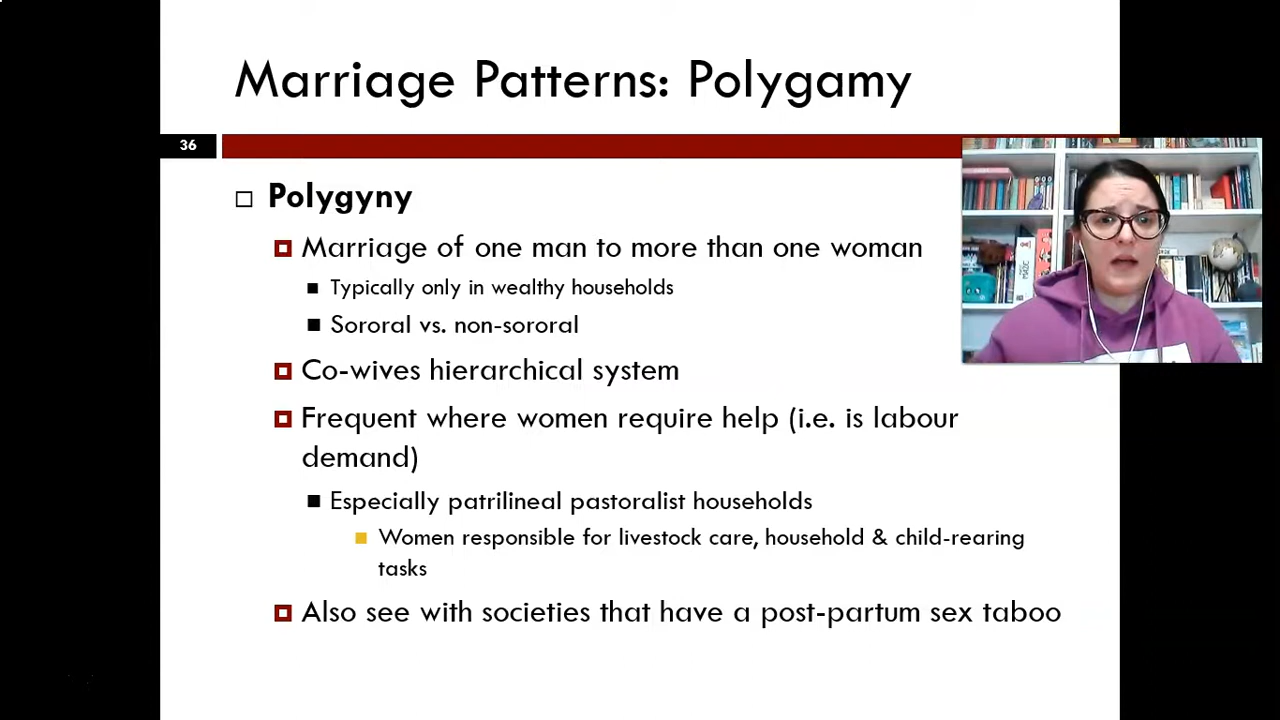 Marriage Patterns: Polygamy
36
Polygyny
Marriage of one man to more than one woman
Typically only in wealthy households
Sororal vs. non-sororal
Co-wives hierarchical system
Frequent where women require help (i.e. is labour
demand)
Especially patrilineal pastoralist households
Women responsible for livestock care, household & child-rearing
tasks
Also see with societies that have a post-partum sex taboo